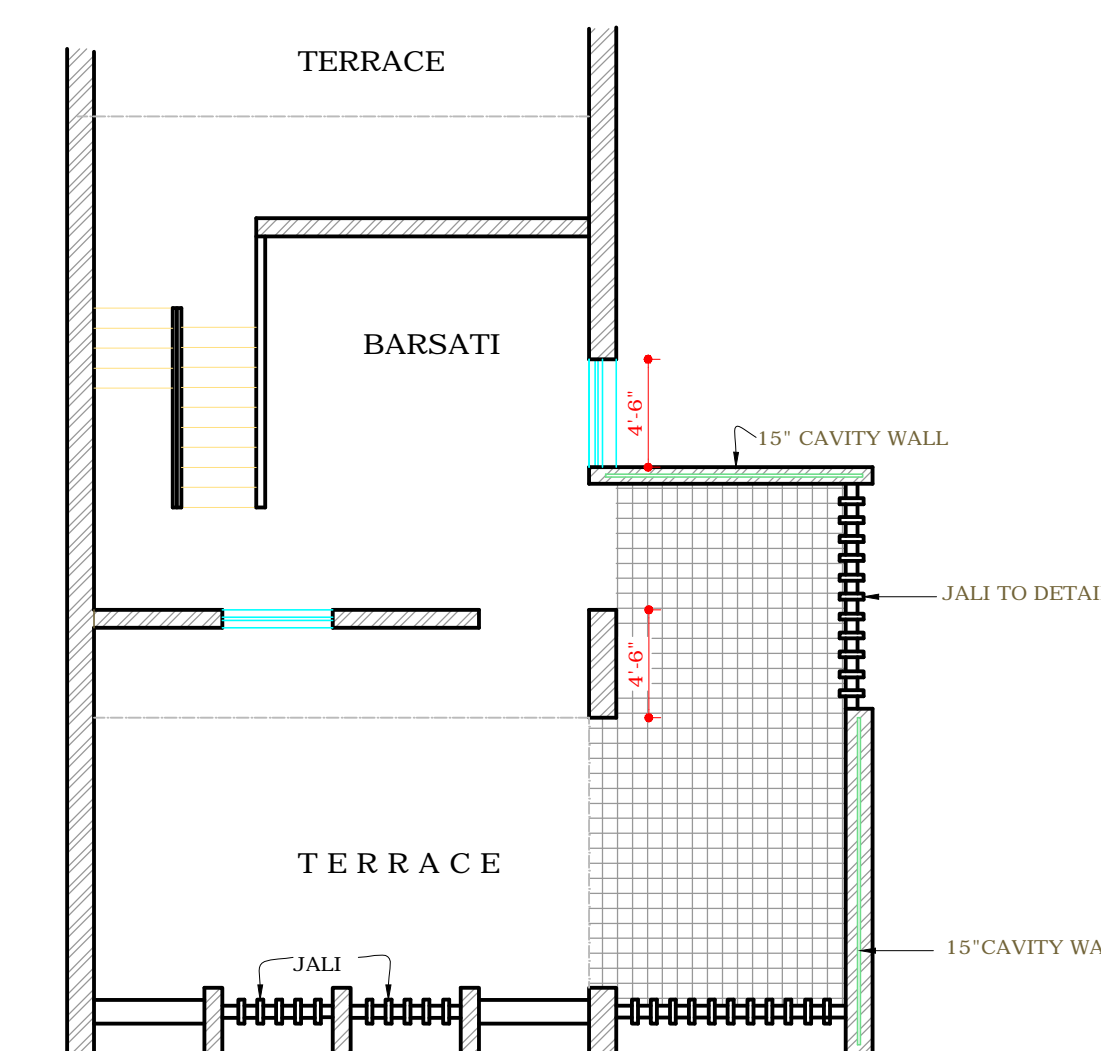 TERRACE
BARSATI
4'-6"
15" CAVITY WALL
JALI TO DETAI
4'-6"
TERRACE
15"CAVITY WA
JALI